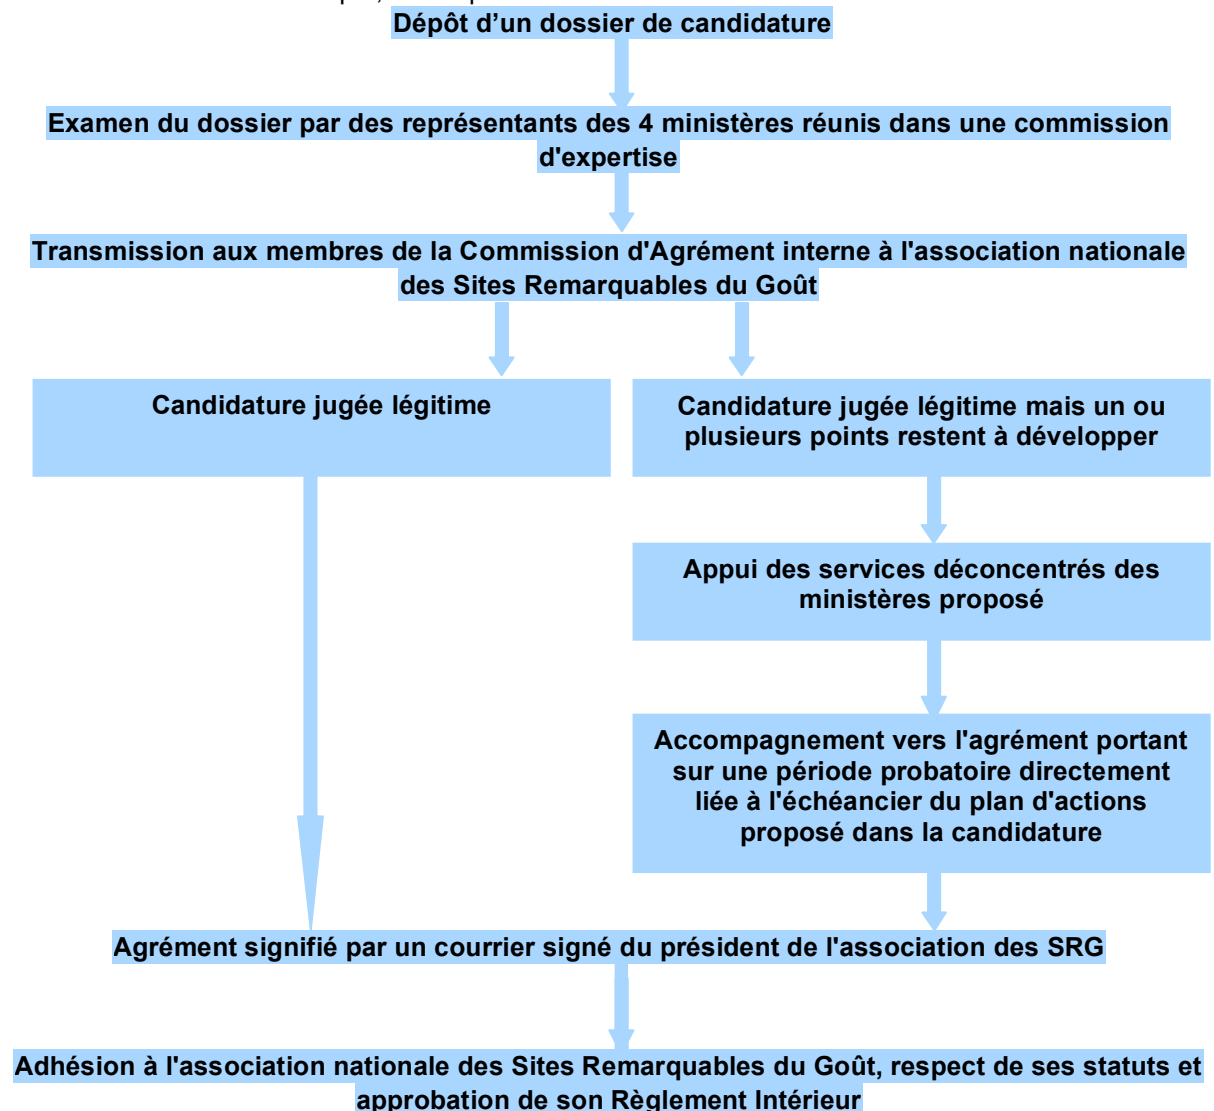 Dépôt d’un dossier de candidature
Examen du dossier par des représentants des 4 ministères réunis dans une commission
d'expertise
Transmission aux membres de la Commission d'Agrément interne à l'association nationale
des Sites Remarquables du Goût
Candidature jugée légitime
Candidature jugée légitime mais un ou
plusieurs points restent à développer
Appui des services déconcentrés des
ministères proposé
Accompagnement vers l'agrément portant
sur une période probatoire directement
liée à l'échéancier du plan d'actions
proposé dans la candidature
Agrément signifié par un courrier signé du président de l'association des SRG
Adhésion à l'association nationale des Sites Remarquables du Goût, respect de ses statuts et
approbation de son Règlement Intérieur